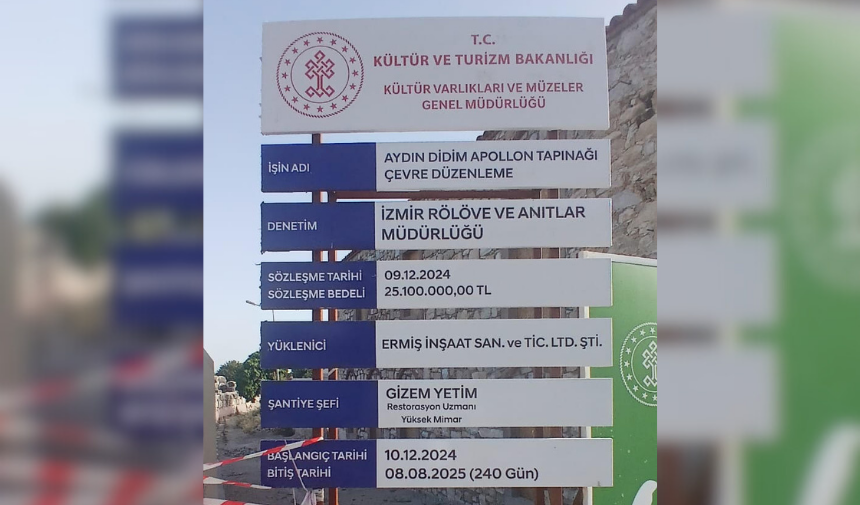 T.C.
KÜLTÜR VE TURİZM BAKANLIĞI
KÜLTÜR VARLIKLARI VE MÜZELER
GENEL MÜDÜRLÜĞÜ
İŞİN ADI
AYDIN DİDİM APOLLON TAPINAĞI
ÇEVRE DÜZENLEME
DENETİM
İZMİR RÖLÖVE VE ANITLAR
MÜDÜRLÜĞÜ
SÖZLEŞME TARİHİ 09.12.2024
SÖZLEŞME BEDELİ 25.100.000,00 TL
YÜKLENİCİ ERMİŞ İNŞAAT SAN. ve TİC. LTD. ŞTİ.
ŞANTİYE ŞEFİ
GİZEM YETİM
Restorasyon Uzmanı
Yüksek Mimar
BAŞLANGIÇ TARİHİ 10.12.2024
BİTİŞ TARİHİ 08.08.2025 (240 Gün)